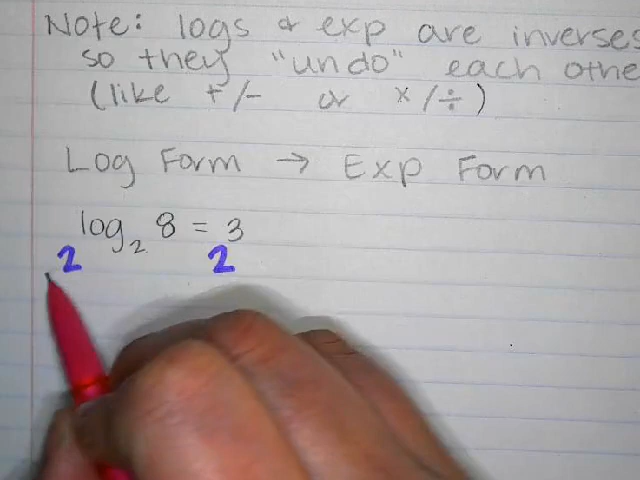 Note: logs & exp are inverses
so they "undo" each othe
(like +/- or x/÷)
Log Form → Exp Form
log₂ 8 = 3
2 2